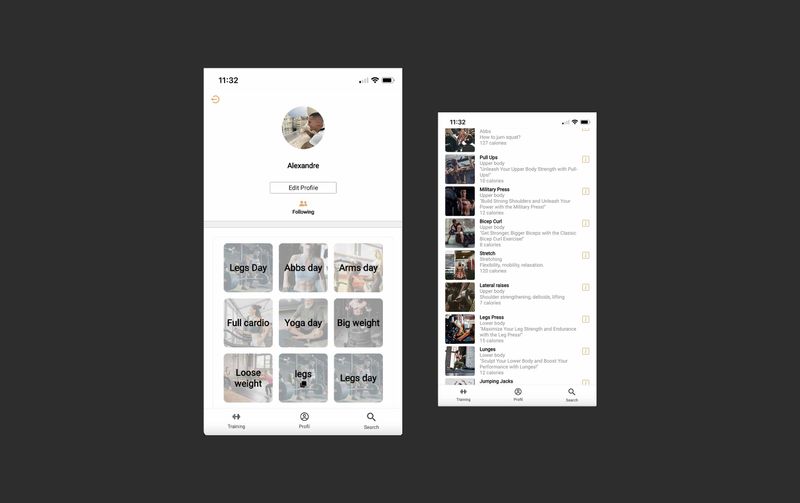 11:32
Alexandre
Edit Profile
Following
Legs Day
Abbs day
Arms day
Full cardio
Yoga day
Big weight
Loose
weight
legs
Legs day
Training
Profil
Search
11:32
Abbs
How to jum squat?
127 calories
Pull Ups
Upper body
"Unleash Your Upper Body Strength with Pull-
Ups!"
10 calories
Military Press
Upper body
"Build Strong Shoulders and Unleash Your
Power with the Military Press!"
12 calories
Bicep Curl
Upper body
"Get Stronger, Bigger Biceps with the Classic
Bicep Curl Exercise!"
8 calories
Stretch
Stretching
Flexibility, mobility, relaxation.
120 calories
Lateral raises
Upper body
Shoulder strengthening, deltoids, lifting
7 calories
Legs Press
Lower body
"Maximize Your Leg Strength and Endurance
with the Leg Press!"
15 calories
Lunges
Lower body
"Sculpt Your Lower Body and Boost Your
Performance with Lunges!"
12 calories
Jumping Jacks
Training
Profil
Search